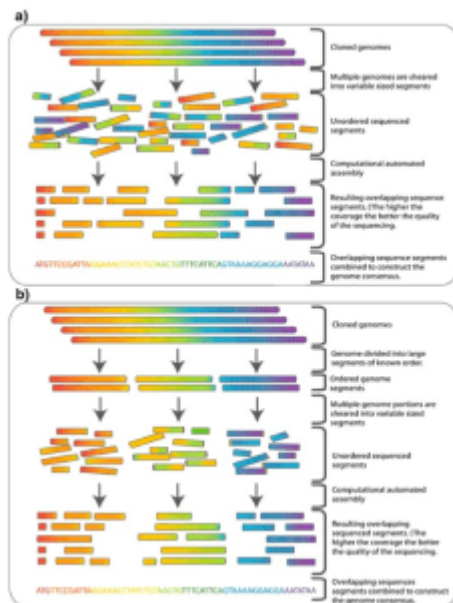 a)
Cloned genomes
Multiple genomes are cheared
into variable sized segments
Unordered sequenced
segments
Computational automated
assembly
Resulting overlapping sequence
segments. (The higher the
coverage the better the quality
of the sequencing.
ATGTTCCGATTAGGAAACCTATCTGTAACTGTTTCATTCAGTAAAAGGAGGAAATATAA
Overlapping sequence segments
combined to construct the
genome consensus.
b)
Cloned genomes
Genome divided into large
segments of known order.
Ordered genome
segments
Multiple genome portions are
cheared into variable sized
segments
Unordered sequenced
segments
Computational automated
assembly
Resulting overlapping
sequenced segments. (The
higher the coverage the better
the quality of the sequencing.
ATGTTCCGATTAGGAAACCTATCTGTAACTGTTTCATTCAGTAAAAGGAGGAAATATAA
Overlapping sequences
segments combined to construct
the genome consensus.